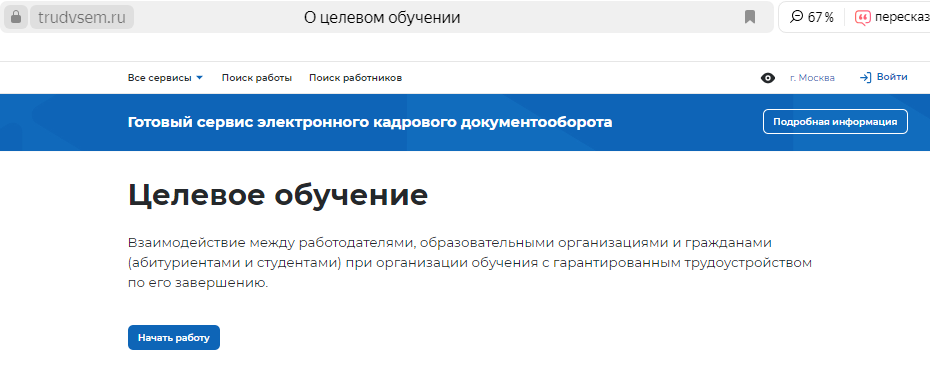 trudvsem.ru О целевом обучении 67 % пересказ
Все сервисы Поиск работы Поиск работников г. Москва Войти
Готовый сервис электронного кадрового документооборота Подробная информация
Целевое обучение
Взаимодействие между работодателями, образовательными организациями и гражданами
(абитуриентами и студентами) при организации обучения с гарантированным трудоустройством
по его завершению.
Начать работу